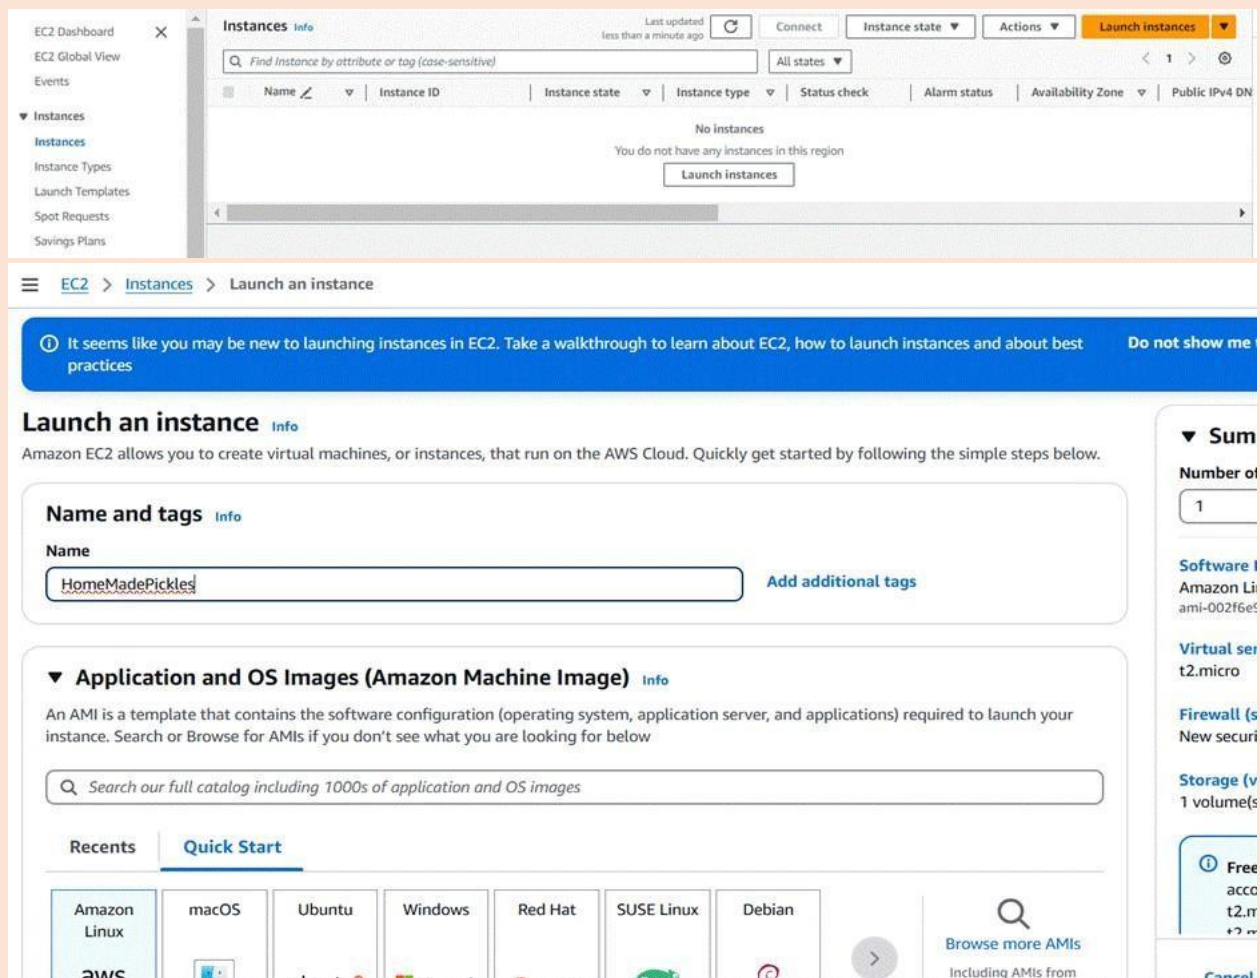 EC2 Dashboard
EC2 Global View
Events
Instances
Instances
Instance Types
Launch Templates
Spot Requests
Savings Plans
Instances Info
Last updated
less than a minute ago
Connect
Instance state
Actions
Launch instances
Find Instance by attribute or tag (case-sensitive)
All states
1
Name
Instance ID
Instance state
Instance type
Status check
Alarm status
Availability Zone
Public IPv4 DN
No instances
You do not have any instances in this region
Launch instances
EC2 > Instances > Launch an instance
It seems like you may be new to launching instances in EC2. Take a walkthrough to learn about EC2, how to launch instances and about best
practices
Do not show me
Launch an instance Info
Amazon EC2 allows you to create virtual machines, or instances, that run on the AWS Cloud. Quickly get started by following the simple steps below.
Name and tags Info
Name
HomeMadePickles
Add additional tags
Application and OS Images (Amazon Machine Image) Info
An AMI is a template that contains the software configuration (operating system, application server, and applications) required to launch your
instance. Search or Browse for AMIs if you don't see what you are looking for below
Search our full catalog including 1000s of application and OS images
Recents
Quick Start
Amazon
Linux
aws
macOS
Ubuntu
Windows
Red Hat
SUSE Linux
Debian
Browse more AMIs
Including AMIs from
Sum
Number of
1
Software
Amazon Li
ami-002f6e9
Virtual ser
t2.micro
Firewall (s
New securi
Storage (v
1 volume(s
Free
acco
t2.m
t2.m
Cancel